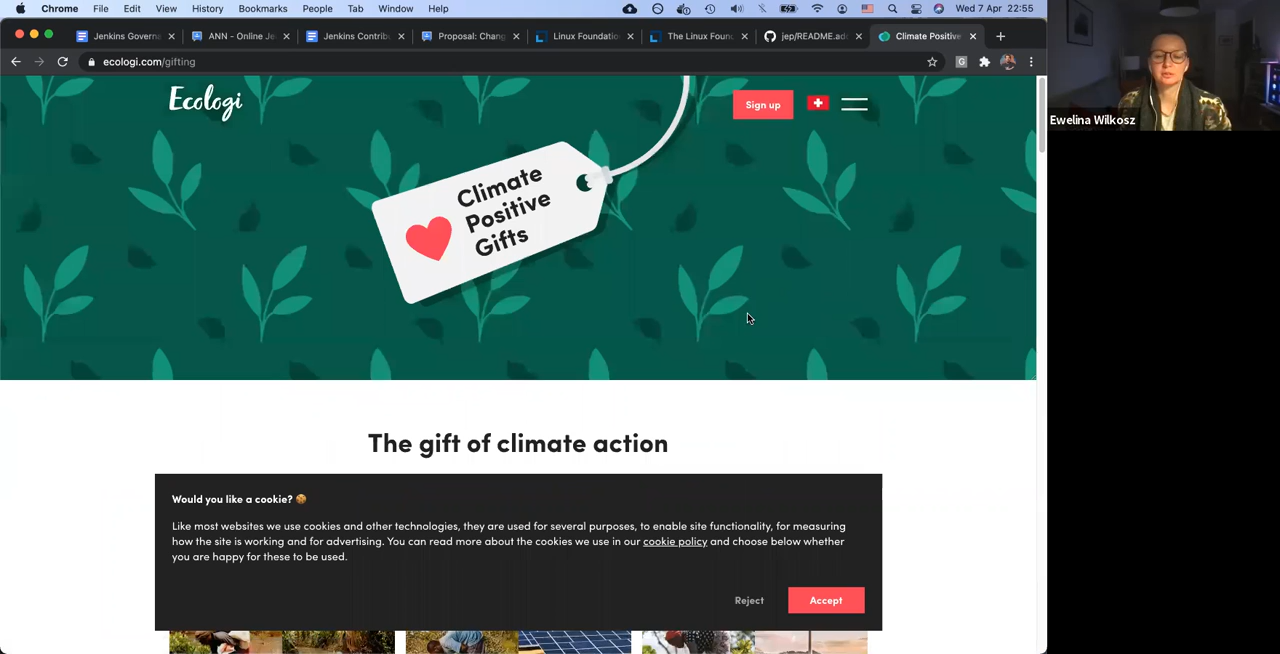 Chrome File Edit View History Bookmarks People Tab Window Help Wed 7 Apr 22:55
Jenkins Governa ANN - Online Je Jenkins Contrib Proposal: Chang Linux Foundatio The Linux Foun jep/README.ado Climate Positive
ecologi.com/gifting
Ecologi
Sign up
Climate
Positive
Gifts
The gift of climate action
Would you like a cookie? 🍪
Like most websites we use cookies and other technologies, they are used for several purposes, to enable site functionality, for measuring
how the site is working and for advertising. You can read more about the cookies we use in our cookie policy and choose below whether
you are happy for these to be used.
Reject Accept
Ewelina Wilkosz